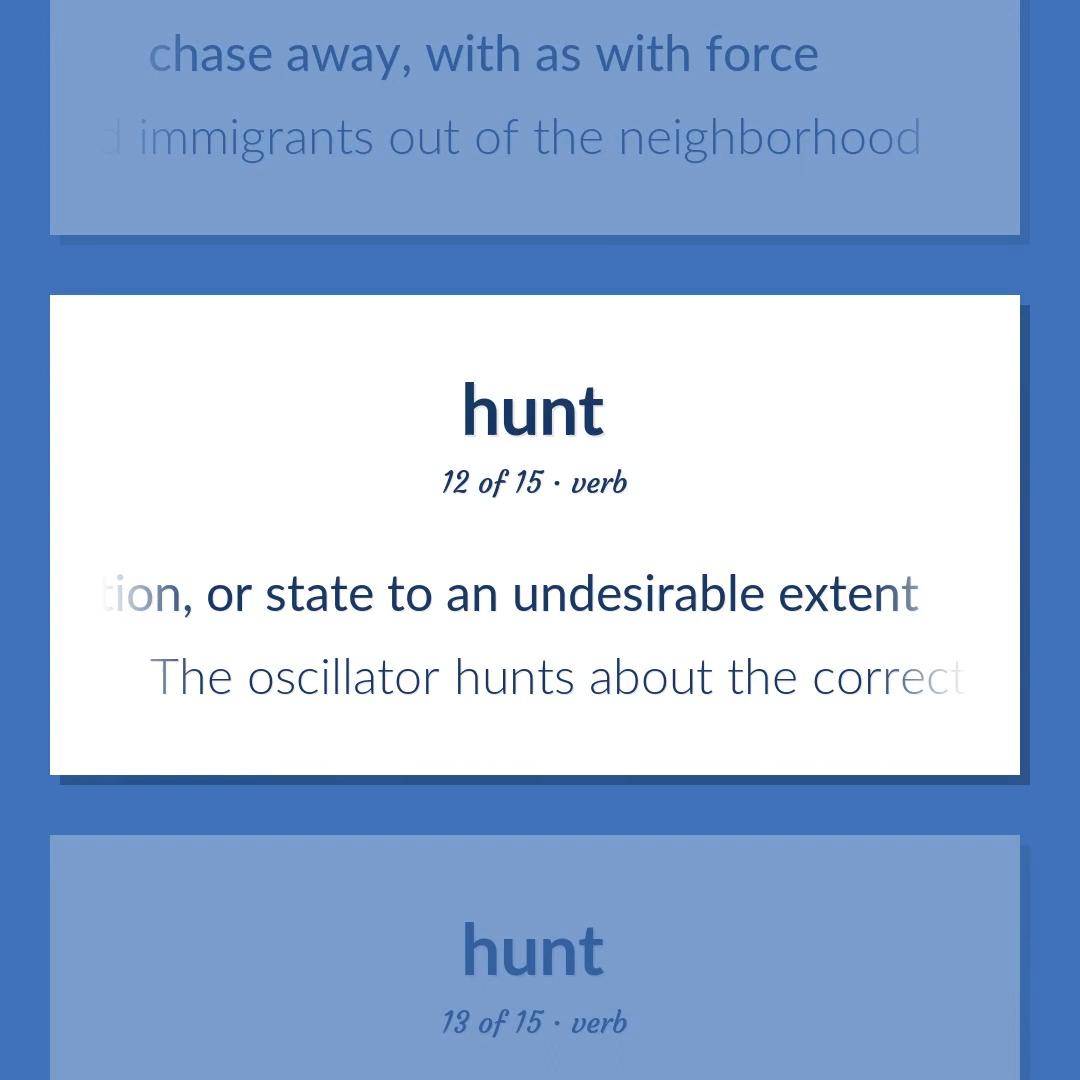 chase away, with as with force
immigrants out of the neighborhood
hunt
12 of 15 · verb
tion, or state to an undesirable extent
The oscillator hunts about the correct
hunt
13 of 15 · verb